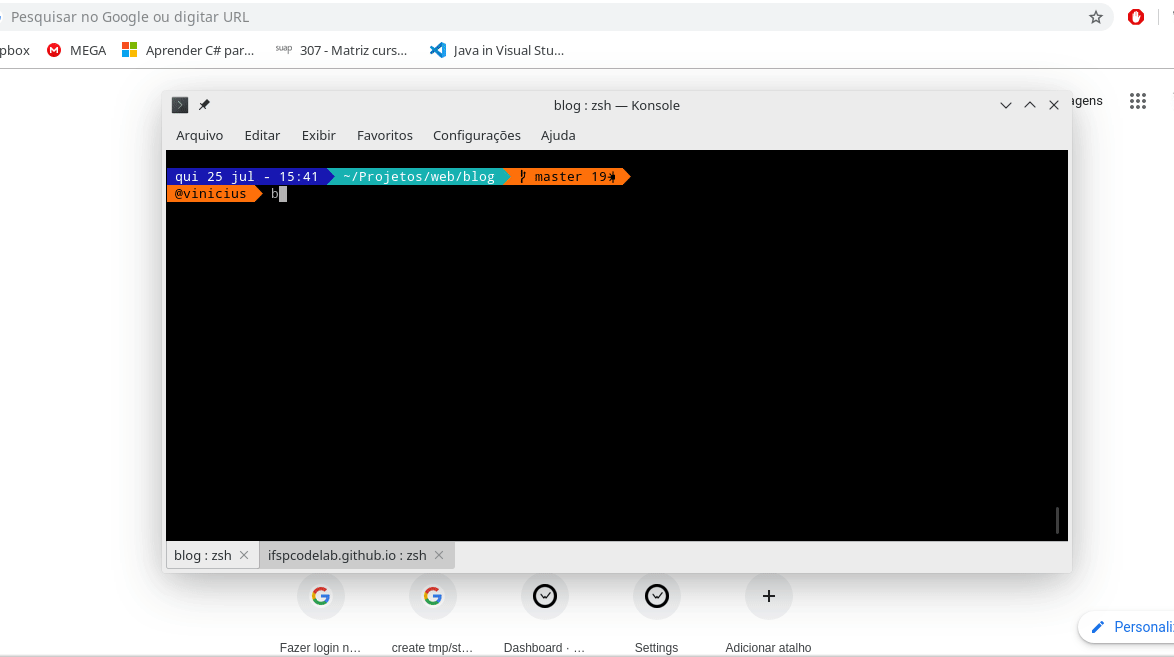 Pesquisar no Google ou digitar URL
pbox MEGA Aprender C# par... suap 307 - Matriz curs... Java in Visual Stu...
blog : zsh — Konsole
agens
Arquivo Editar Exibir Favoritos Configurações Ajuda
qui 25 jul - 15:41 ~/Projetos/web/blog master 19
@vinicius b
blog : zsh ifspcodelab.github.io : zsh
Personaliz
Fazer login n... create tmp/st... Dashboard · ... Settings Adicionar atalho